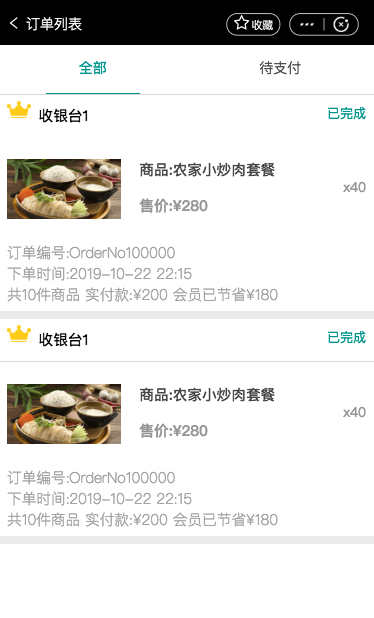 订单列表
收藏
全部
待支付
收银台1
已完成
商品:农家小炒肉套餐
x40
售价:¥280
订单编号:OrderNo100000
下单时间:2019-10-22 22:15
共10件商品 实付款:¥200 会员已节省¥180
收银台1
已完成
商品:农家小炒肉套餐
x40
售价:¥280
订单编号:OrderNo100000
下单时间:2019-10-22 22:15
共10件商品 实付款:¥200 会员已节省¥180